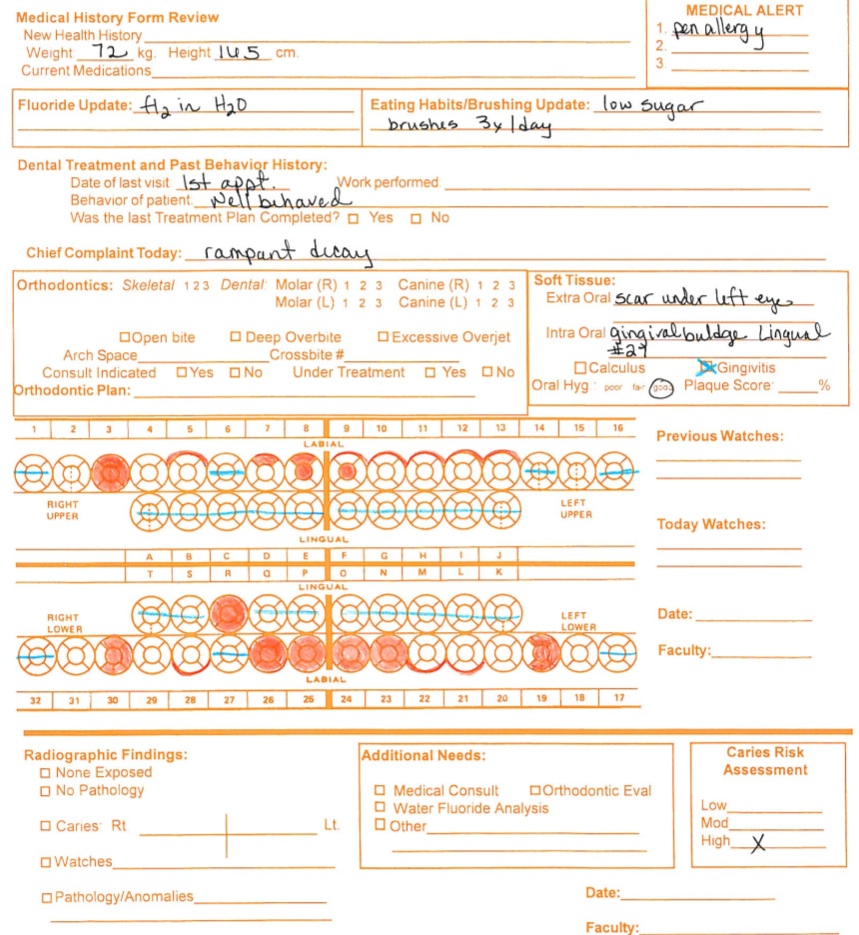 Medical History Form Review
New Health History
Weight 72 kg. Height 145 cm.
Current Medications
MEDICAL ALERT
1. pen allergy
2.
3.
Fluoride Update: fl2 in H2O
Eating Habits/Brushing Update: low sugar
brushes 3x/day
Dental Treatment and Past Behavior History:
Date of last visit 1st appt. Work performed
Behavior of patient well behaved
Was the last Treatment Plan Completed? Yes No
Chief Complaint Today: rampant decay
Orthodontics: Skeletal 1 2 3 Dental: Molar (R) 1 2 3 Canine (R) 1 2 3
Molar (L) 1 2 3 Canine (L) 1 2 3
Open bite Deep Overbite Excessive Overjet
Arch Space Crossbite #
Consult Indicated Yes No Under Treatment Yes No
Orthodontic Plan:
Soft Tissue:
Extra Oral scar under left eye
Intra Oral gingival buldge Lingual
#29
Calculus Gingivitis
Oral Hyg: poor fair good Plaque Score: %
1 2 3 4 5 6 7 8 9 10 11 12 13 14 15 16
LABIAL
RIGHT UPPER
LEFT UPPER
LINGUAL
A B C D E F G H I J
T S R Q P O N M L K
LINGUAL
RIGHT LOWER
LEFT LOWER
LABIAL
32 31 30 29 28 27 26 25 24 23 22 21 20 19 18 17
Previous Watches:
Today Watches:
Date:
Faculty:
Radiographic Findings:
None Exposed
No Pathology
Caries: Rt Lt.
Watches
Pathology/Anomalies
Additional Needs:
Medical Consult Orthodontic Eval
Water Fluoride Analysis
Other
Caries Risk
Assessment
Low
Mod
High X
Date:
Faculty: